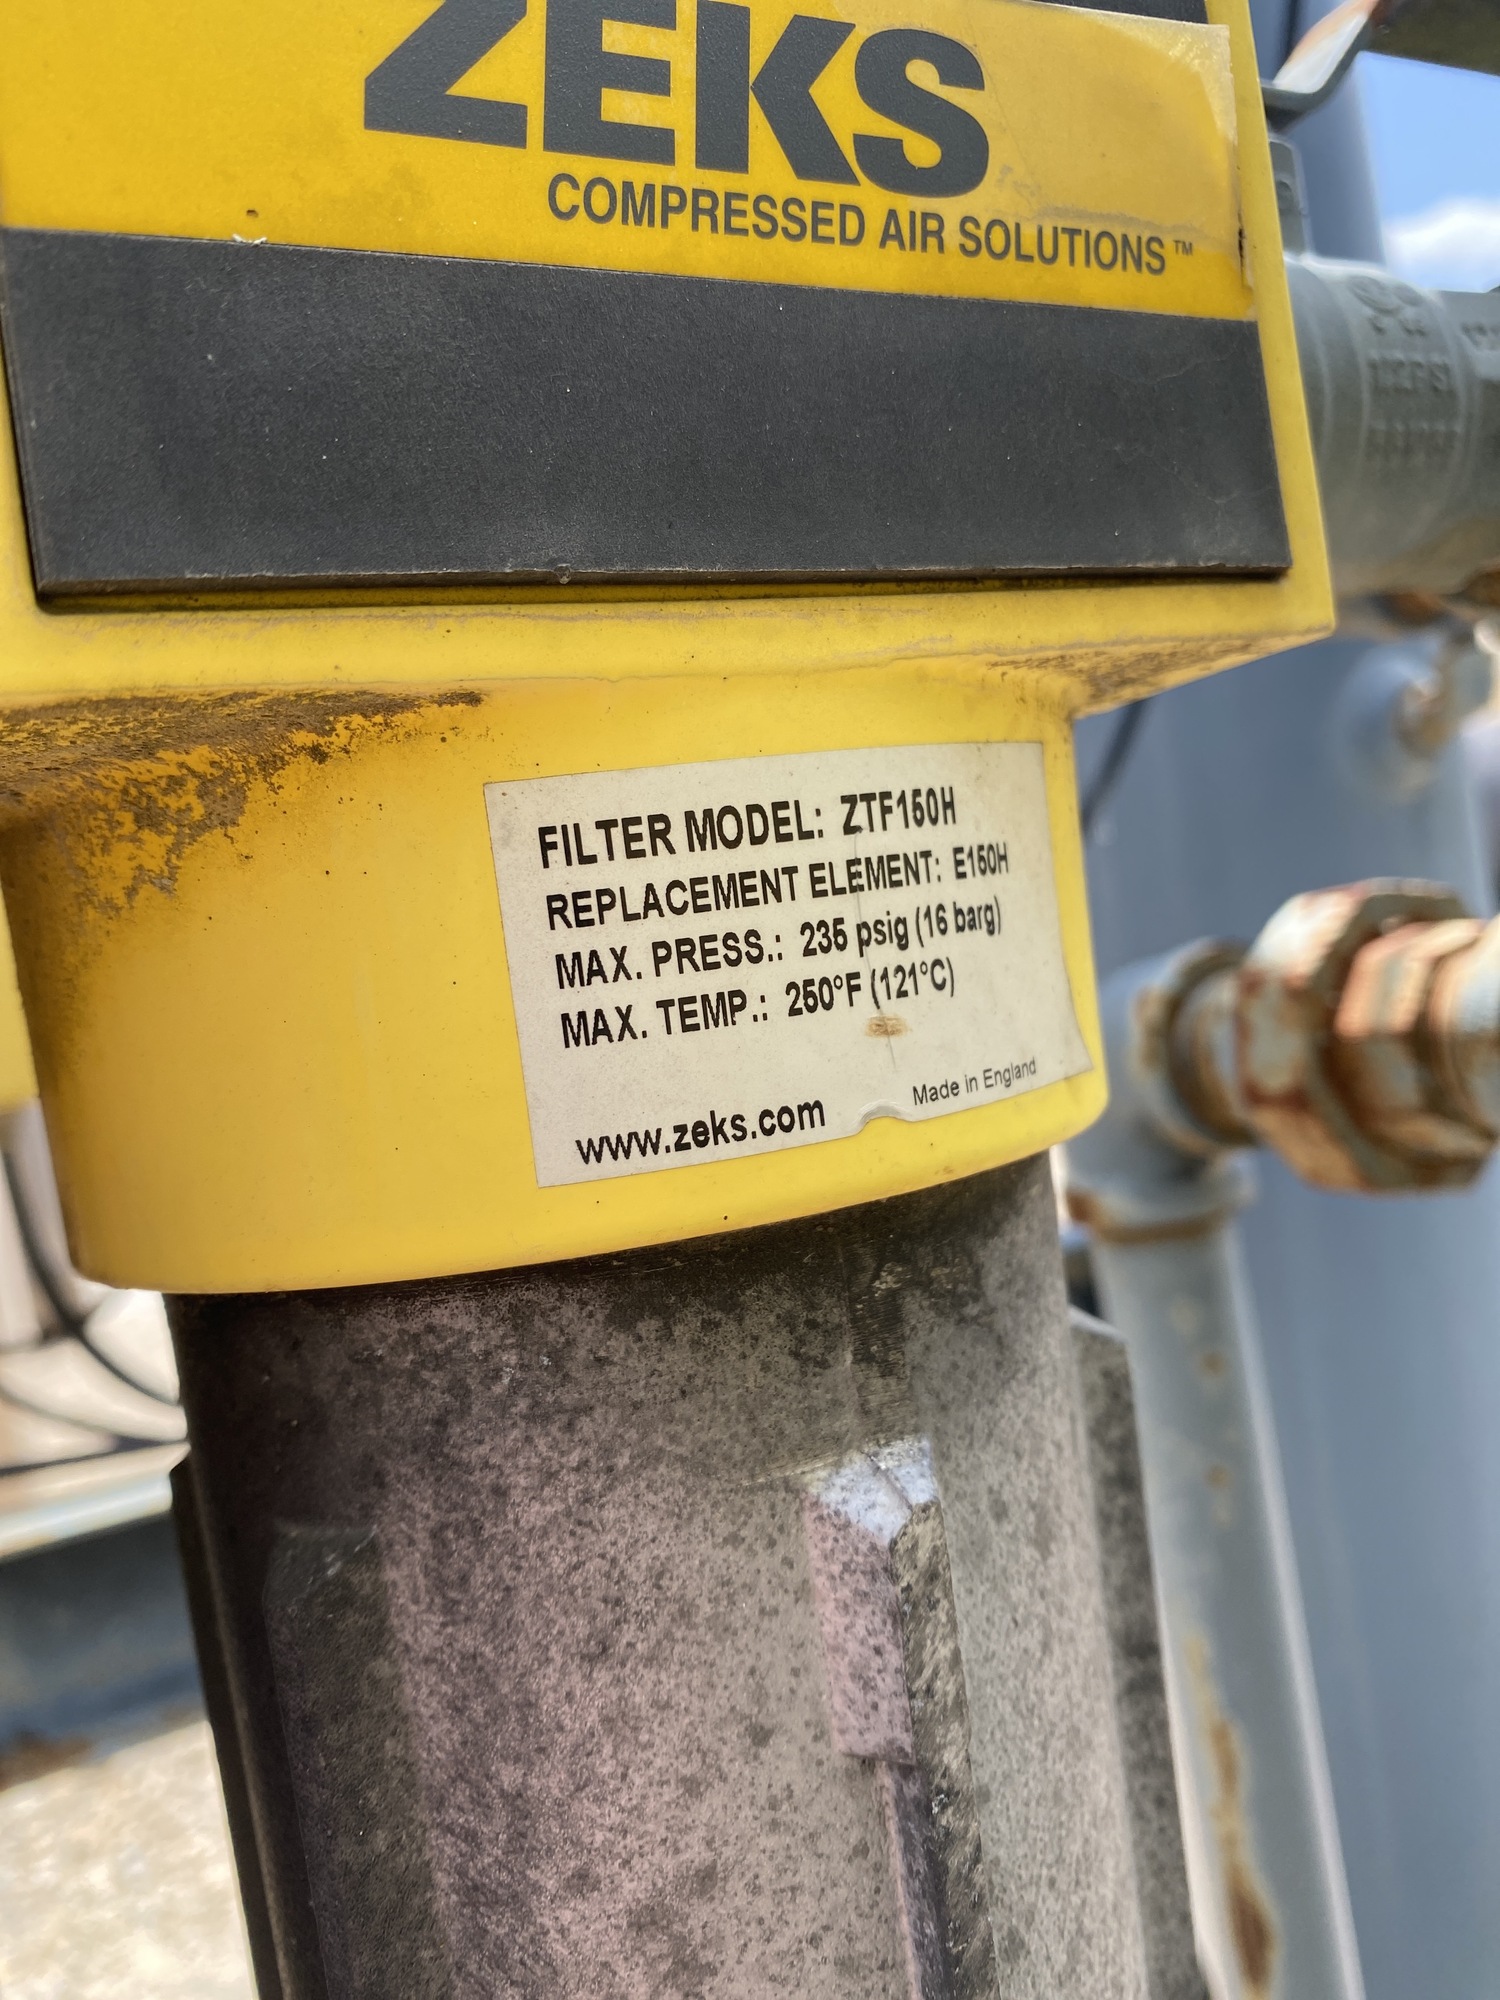 ZEKS
COMPRESSED AIR SOLUTIONS™
FILTER MODEL: ZTF150H
REPLACEMENT ELEMENT: E150H
MAX. PRESS.: 235 psig (16 barg)
MAX. TEMP.: 250°F (121°C)
www.zeks.com
Made in England